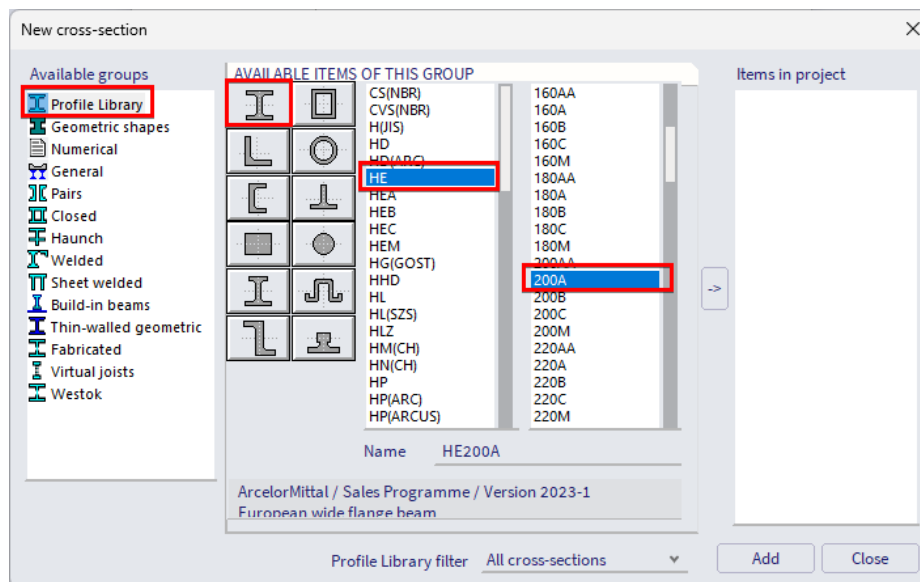 New cross-section
Available groups
Profile Library
Geometric shapes
Numerical
General
Pairs
Closed
Haunch
Welded
Sheet welded
Build-in beams
Thin-walled geometric
Fabricated
Virtual joists
Westok
AVAILABLE ITEMS OF THIS GROUP
CS(NBR)
CVS(NBR)
H(JIS)
HD
HD(ARC)
HE
HEA
HEB
HEC
HEM
HG(GOST)
HHD
HL
HL(SZS)
HLZ
HM(CH)
HN(CH)
HP
HP(ARC)
HP(ARCUS)
160AA
160A
160B
160C
160M
180AA
180A
180B
180C
180M
200AA
200A
200B
200C
200M
220AA
220A
220B
220C
220M
->
Name HE200A
ArcelorMittal / Sales Programme / Version 2023-1
European wide flange beam
Profile Library filter All cross-sections
Items in project
Add
Close